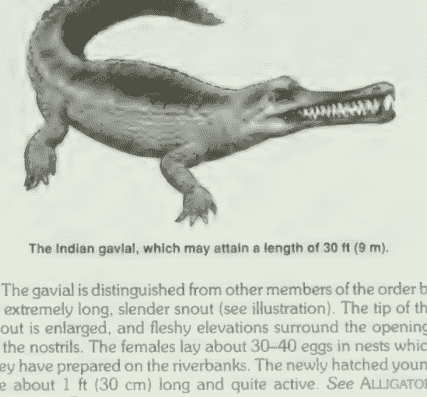 The Indian gavial, which may attain a length of 30 ft (9 m).
The gavial is distinguished from other members of the order b
extremely long, slender snout (see illustration). The tip of th
out is enlarged, and fleshy elevations surround the opening
the nostrils. The females lay about 30–40 eggs in nests whic
ey have prepared on the riverbanks. The newly hatched youn
e about 1 ft (30 cm) long and quite active. See ALLIGATO